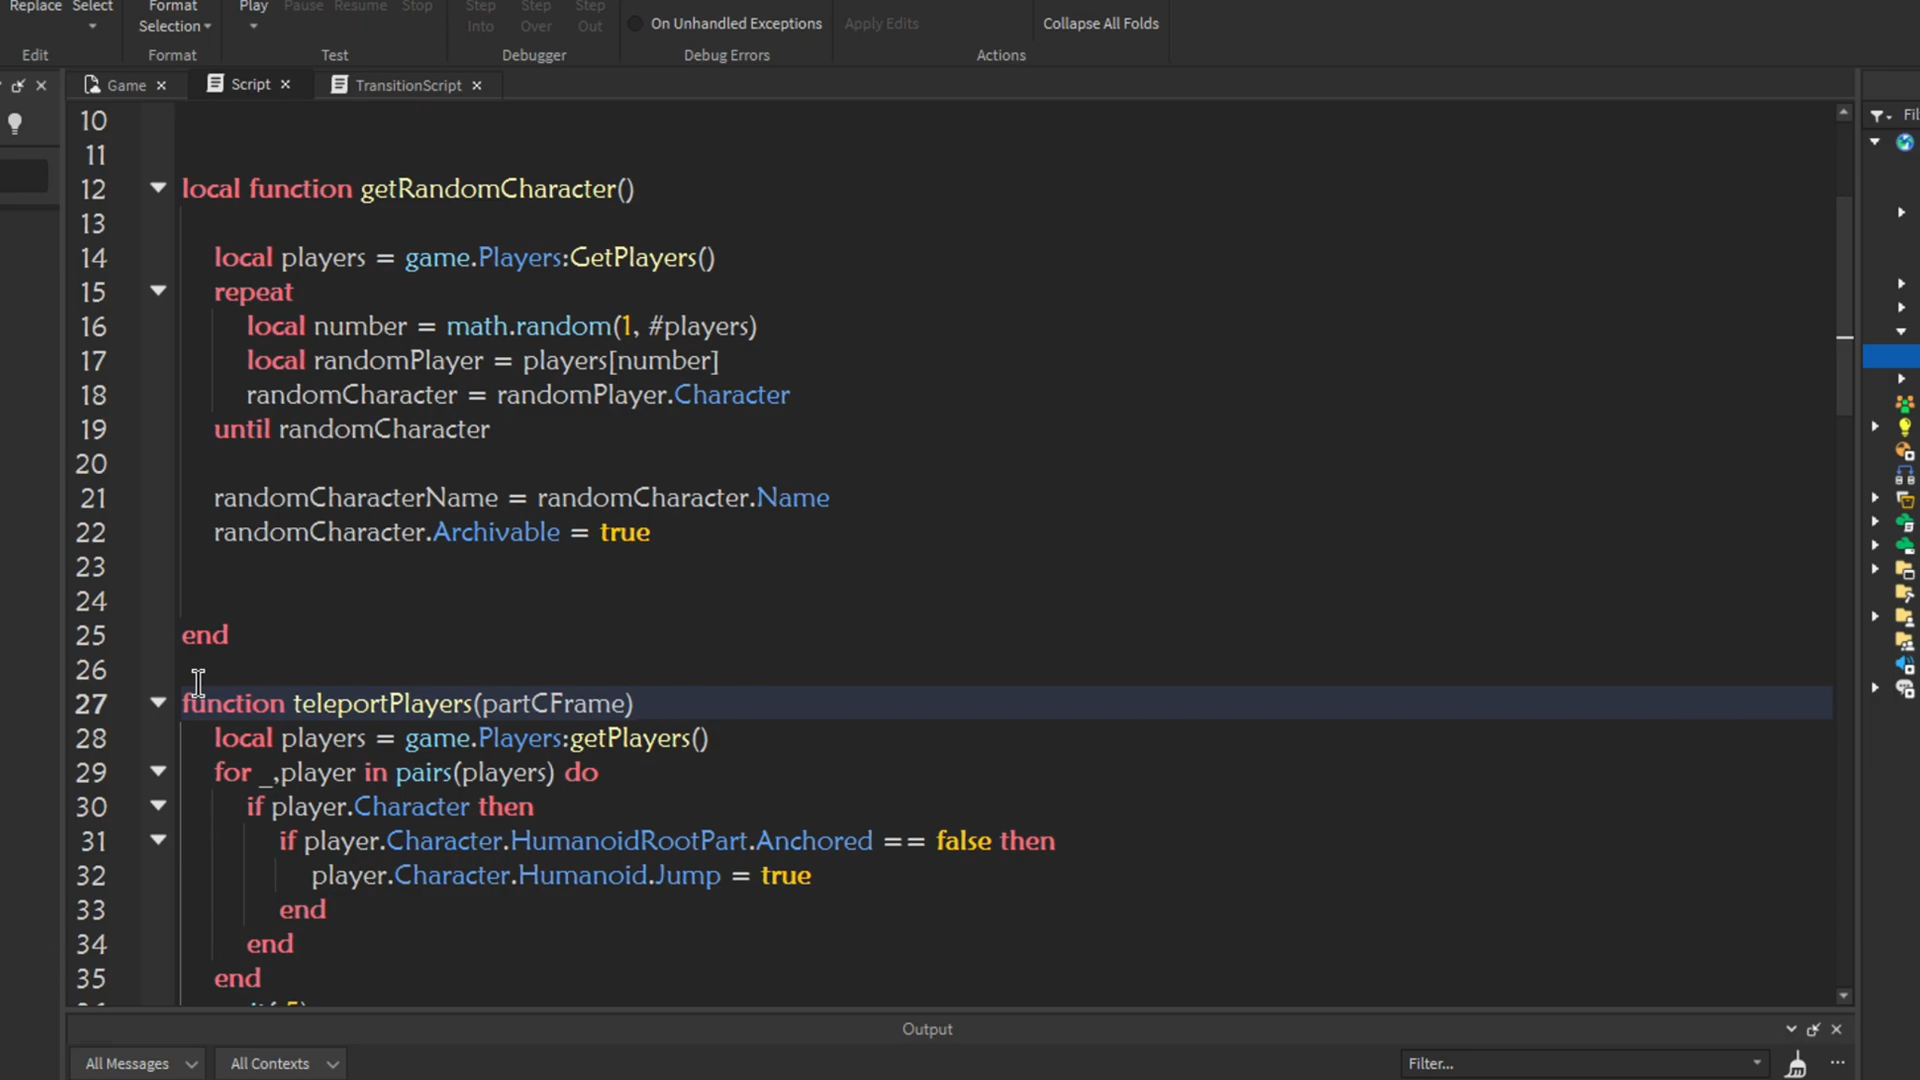 Replace Select Format Selection Play Pause Resume Stop Step Into Step Over Step Out On Unhandled Exceptions Apply Edits Collapse All Folds
Edit Format Test Debugger Debug Errors Actions
Game Script TransitionScript
10
11
12 local function getRandomCharacter()
13
14 local players = game.Players:GetPlayers()
15 repeat
16 local number = math.random(1, #players)
17 local randomPlayer = players[number]
18 randomCharacter = randomPlayer.Character
19 until randomCharacter
20
21 randomCharacterName = randomCharacter.Name
22 randomCharacter.Archivable = true
23
24
25 end
26
27 function teleportPlayers(partCFrame)
28 local players = game.Players:getPlayers()
29 for _,player in pairs(players) do
30 if player.Character then
31 if player.Character.HumanoidRootPart.Anchored == false then
32 player.Character.Humanoid.Jump = true
33 end
34 end
35 end
Output
All Messages All Contexts Filter...